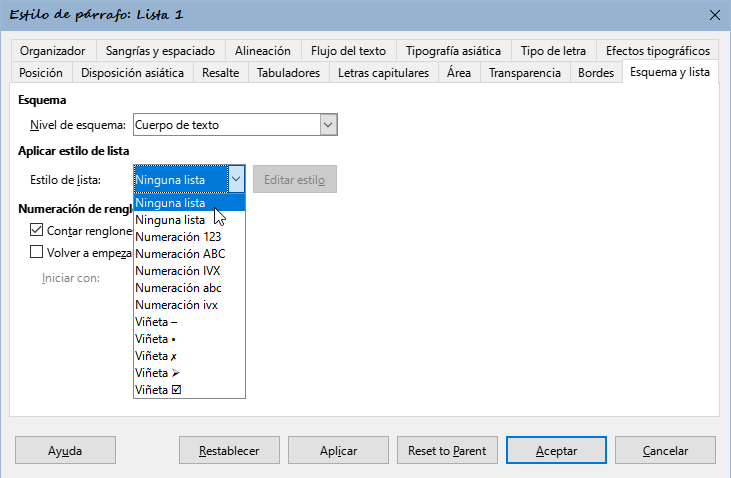 Estilo de párrafo: Lista 1
Organizador Sangrías y espaciado Alineación Flujo del texto Tipografía asiática Tipo de letra Efectos tipográficos
Posición Disposición asiática Resalte Tabuladores Letras capitulares Área Transparencia Bordes Esquema y lista
Esquema
Nivel de esquema: Cuerpo de texto
Aplicar estilo de lista
Estilo de lista: Ninguna lista Editar estilo
Ninguna lista
Numeración de reng
Ninguna lista
Contar renglone
Numeración 123
Volver a empeza
Numeración ABC
Numeración IVX
Iniciar con:
Numeración abc
Numeración ivx
Viñeta –
Viñeta •
Viñeta ✗
Viñeta ➢
Viñeta ☑
Ayuda Restablecer Aplicar Reset to Parent Aceptar Cancelar